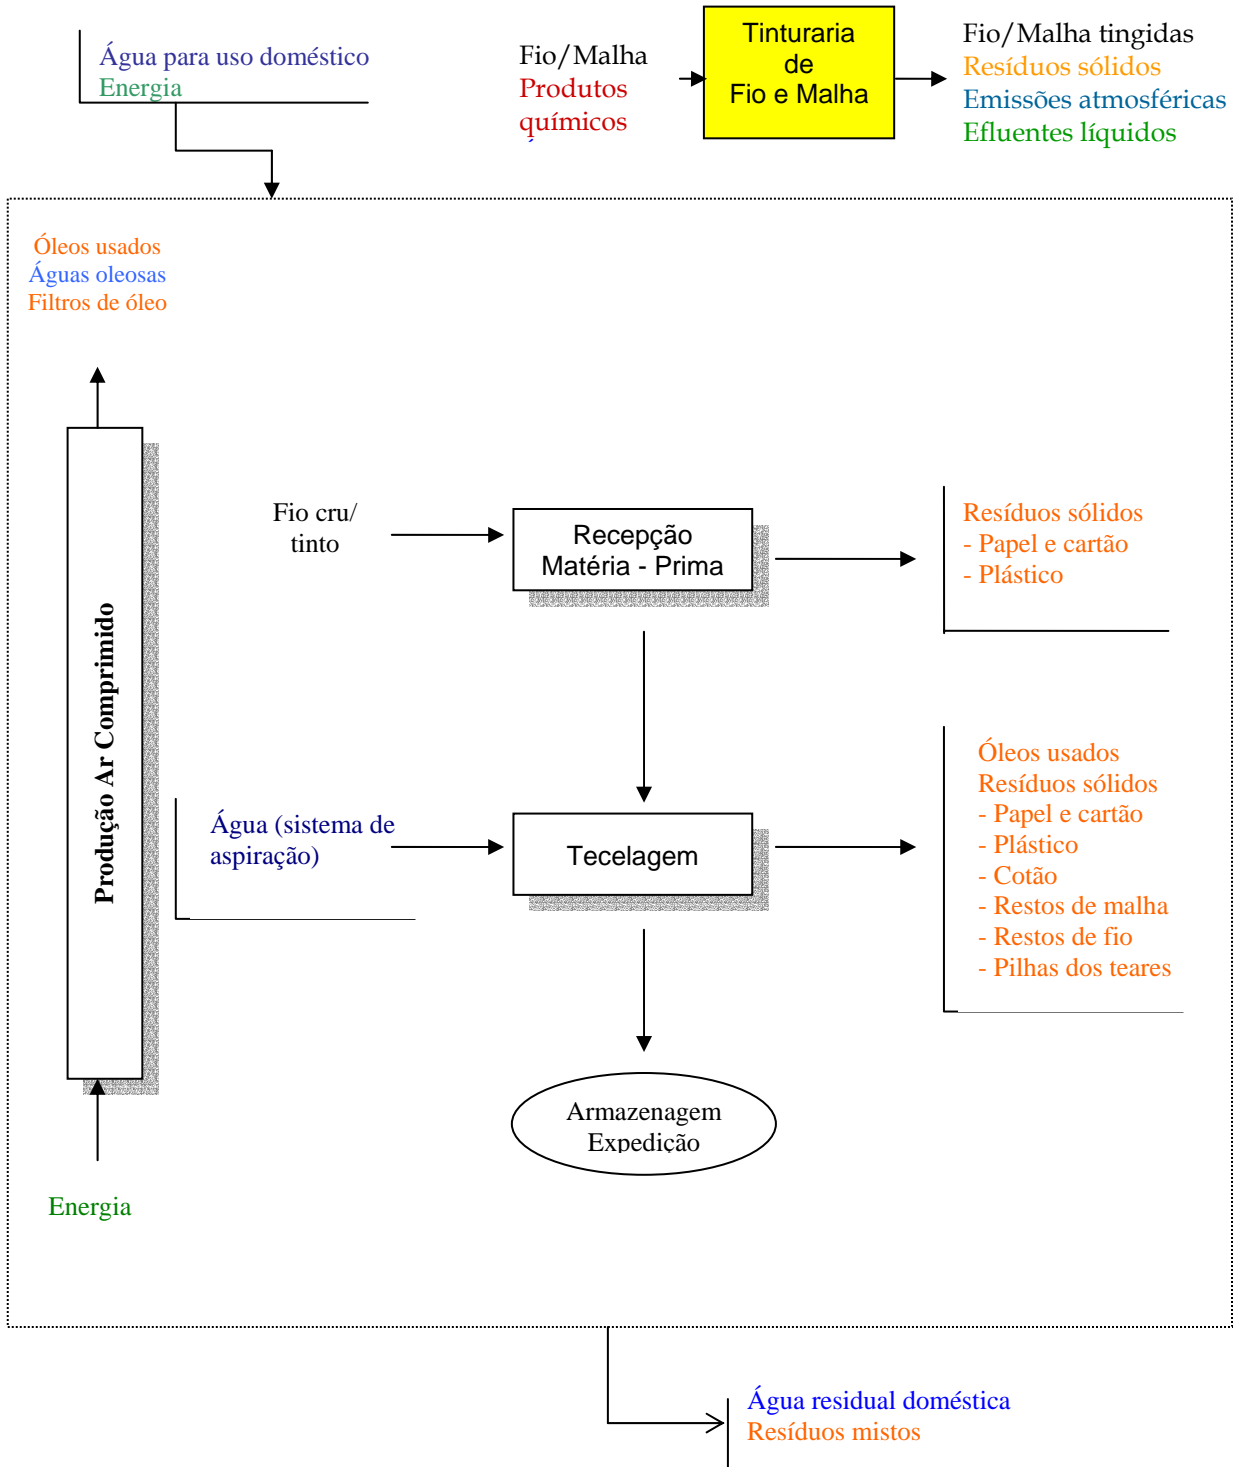 Água para uso doméstico
Energia
Fio/Malha
Produtos
químicos
Tinturaria
de
Fio e Malha
Fio/Malha tingidas
Resíduos sólidos
Emissões atmosféricas
Efluentes líquidos
Óleos usados
Águas oleosas
Filtros de óleo
Produção Ar Comprimido
Energia
Fio cru/
tinto
Recepção
Matéria - Prima
Resíduos sólidos
- Papel e cartão
- Plástico
Água (sistema de
aspiração)
Tecelagem
Óleos usados
Resíduos sólidos
- Papel e cartão
- Plástico
- Cotão
- Restos de malha
- Restos de fio
- Pilhas dos teares
Armazenagem
Expedição
Água residual doméstica
Resíduos mistos